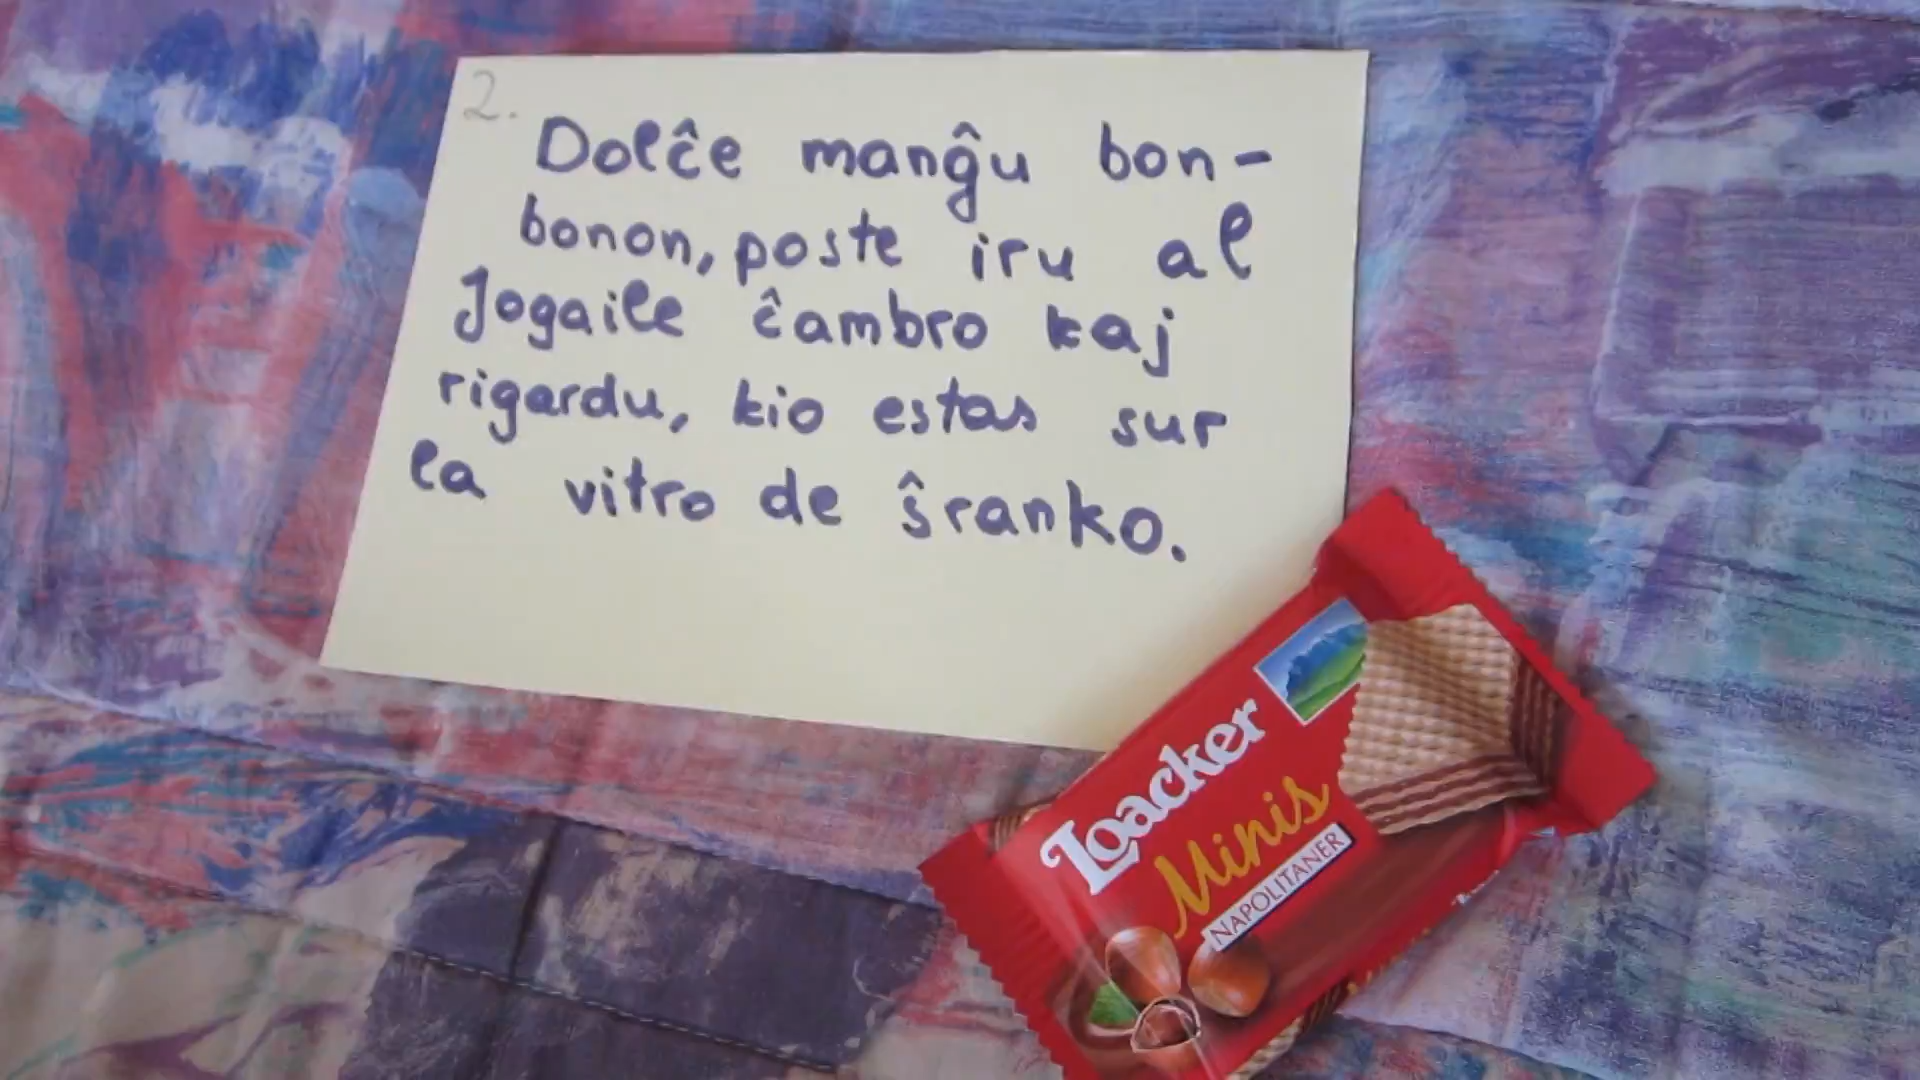 2.
Dolĉe manĝu bon-
bonon, poste iru al
Jogaile ĉambro kaj
rigardu, kio estas sur
la vitro de ŝranko.
Loacker
Minis
NAPOLITANER